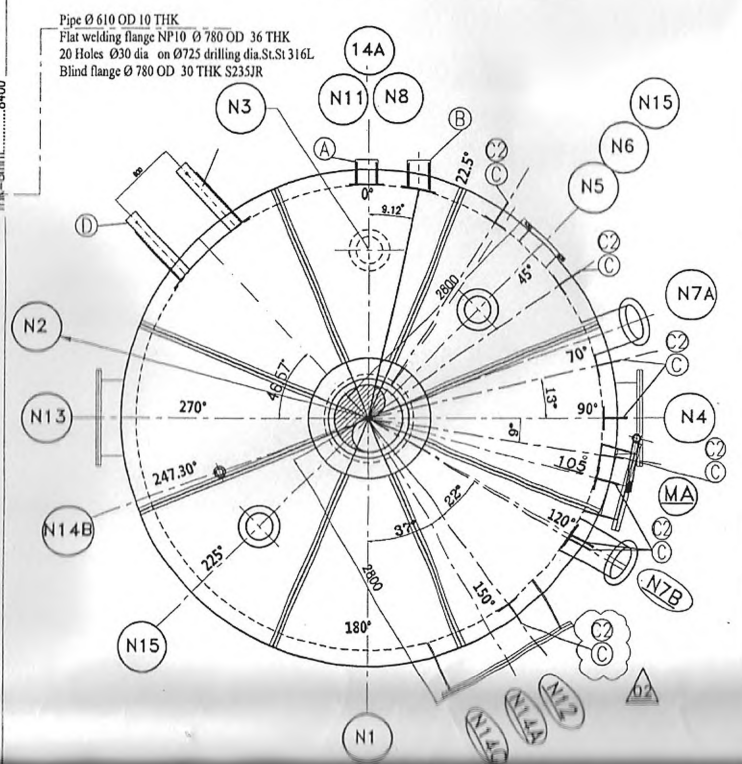 Pipe Ø 610 OD 10 THK
Flat welding flange NP10 Ø 780 OD 36 THK
20 Holes Ø30 dia on Ø725 drilling dia.St.St 316L
Blind flange Ø 780 OD 30 THK S235JR
14A
N11
N8
N3
A
B
N15
N6
N5
C2
C
22.5°
0°
9.12°
800
D
C2
C
45°
2800
N7A
N2
70°
C2
C
46.57°
13°
N13
270°
90°
N4
6°
247.30°
105°
C2
C
MA
22°
N14B
120°
C2
C
37°
N7B
225°
2800
150°
180°
C2
C
N15
N12
02
N14A
N14C
N1